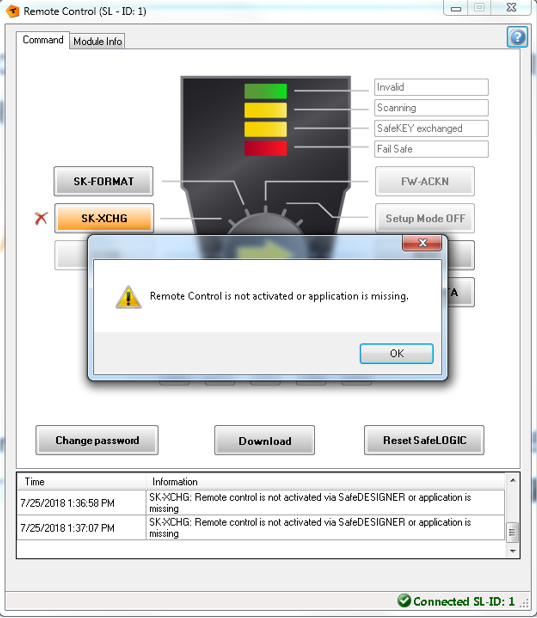 Remote Control (SL - ID: 1)
Command
Module Info
Invalid
Scanning
SafeKEY exchanged
Fail Safe
SK-FORMAT
FW-ACKN
SK-XCHG
Setup Mode OFF
Remote Control is not activated or application is missing.
OK
TA
Change password
Download
Reset SafeLOGIC
Time
Information
7/25/2018 1:36:58 PM
SK-XCHG: Remote control is not activated via SafeDESIGNER or application is
missing
7/25/2018 1:37:07 PM
SK-XCHG: Remote control is not activated via SafeDESIGNER or application is
missing
Connected SL-ID: 1